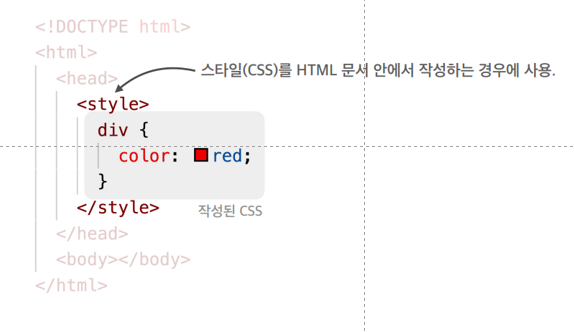 <!DOCTYPE html>
<html>
<head>
스타일(CSS)를 HTML 문서 안에서 작성하는 경우에 사용.
<style>
div {
color: red;
}
</style>
작성된 CSS
</head>
<body></body>
</html>